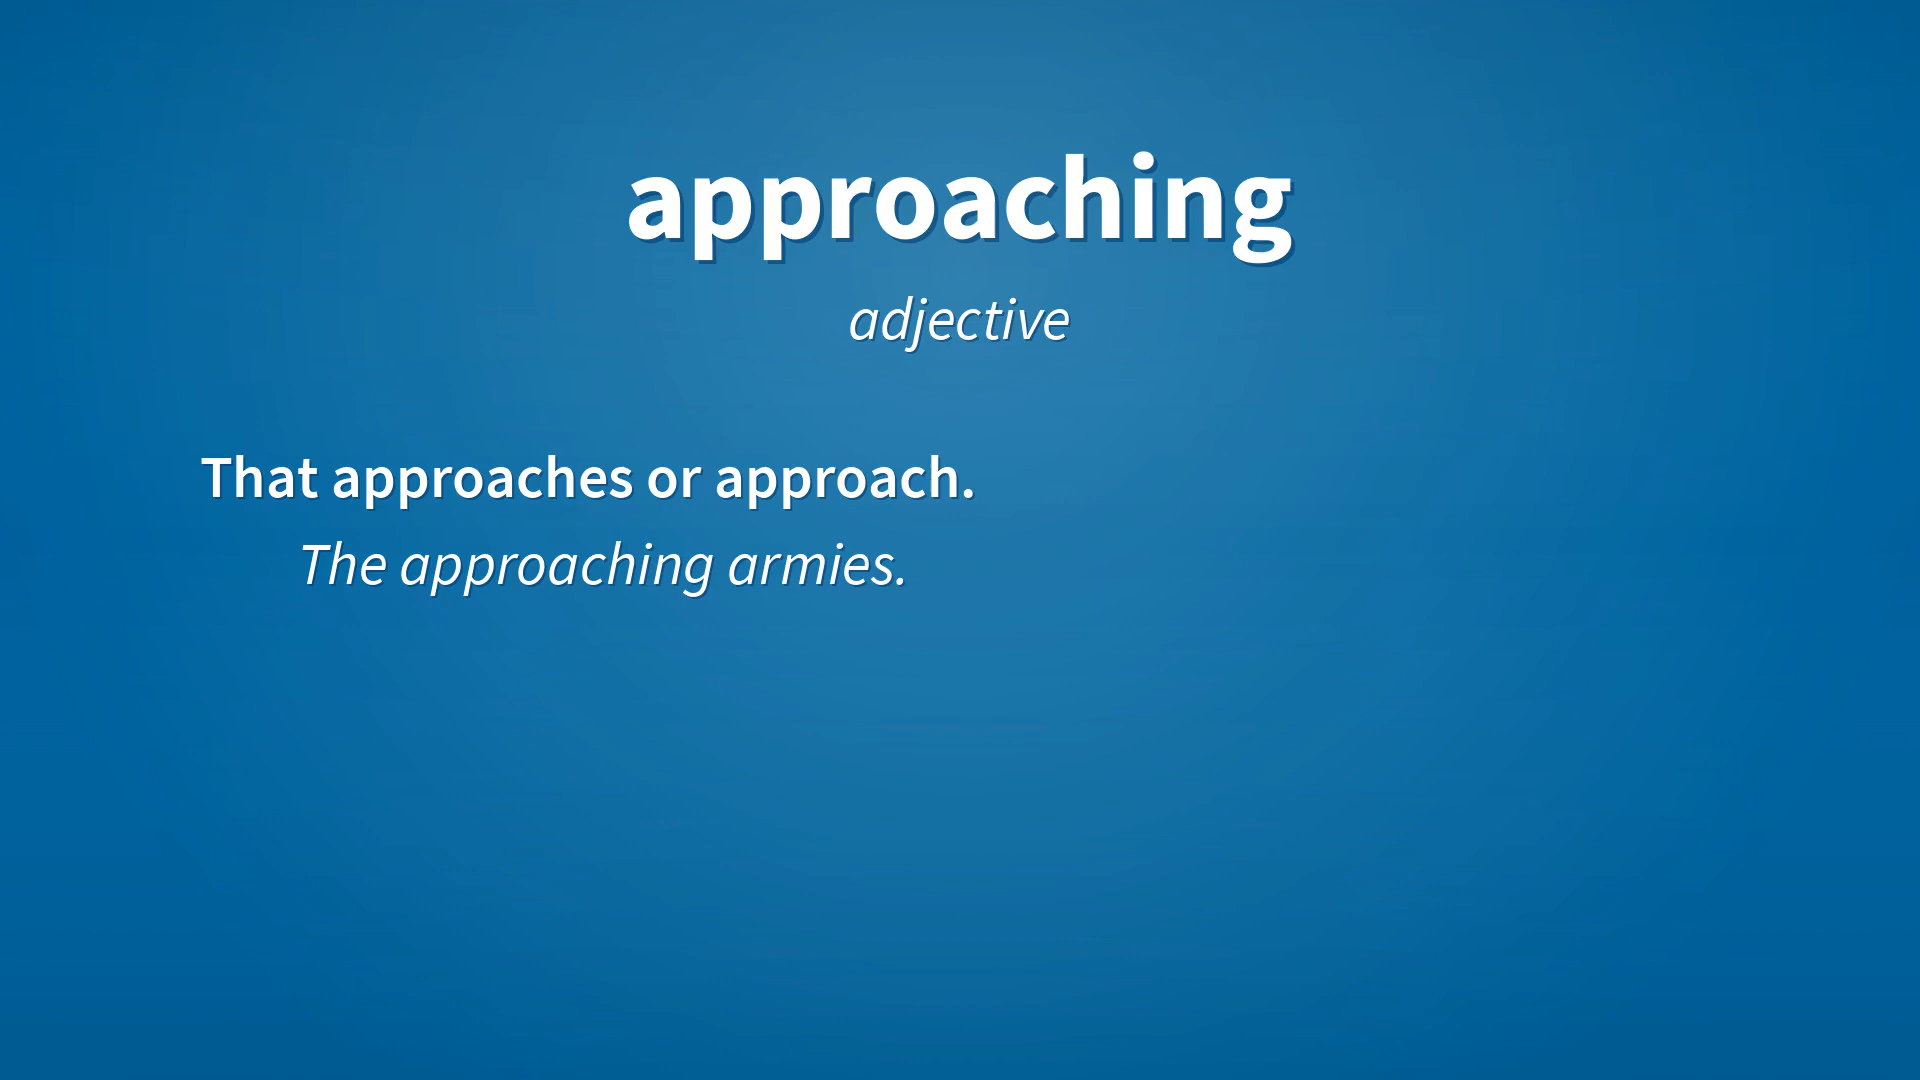 approaching
adjective
That approaches or approach.
The approaching armies.